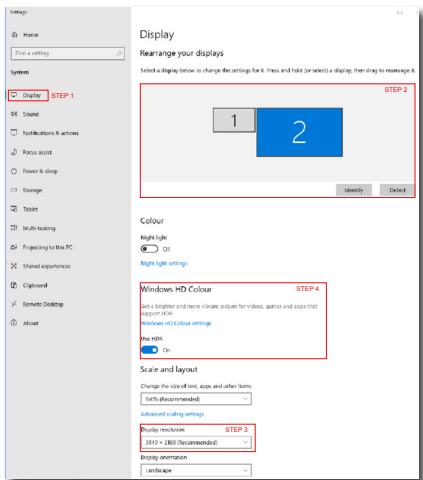 Settings
Home
Find a setting
System
Display STEP 1
Sound
Notifications & actions
Focus assist
Power & sleep
Storage
Tablet
Multi-tasking
Projecting to this PC
Shared experiences
Clipboard
Remote Desktop
About
Display
Rearrange your displays
Select a display below to change the settings for it. Press and hold (or select) a display, then drag to rearrange it.
STEP 2
1
2
Identify Detect
Colour
Night light
Off
Night light settings
Windows HD Colour STEP 4
Get a brighter and more vibrant picture for videos, games and apps that
support HDR.
Windows HD Colour settings
Use HDR
On
Scale and layout
Change the size of text, apps and other items
(Recommended)
Advanced scaling settings
Display resolution STEP 3
3840 × 2160 (Recommended)
Display orientation
Landscape